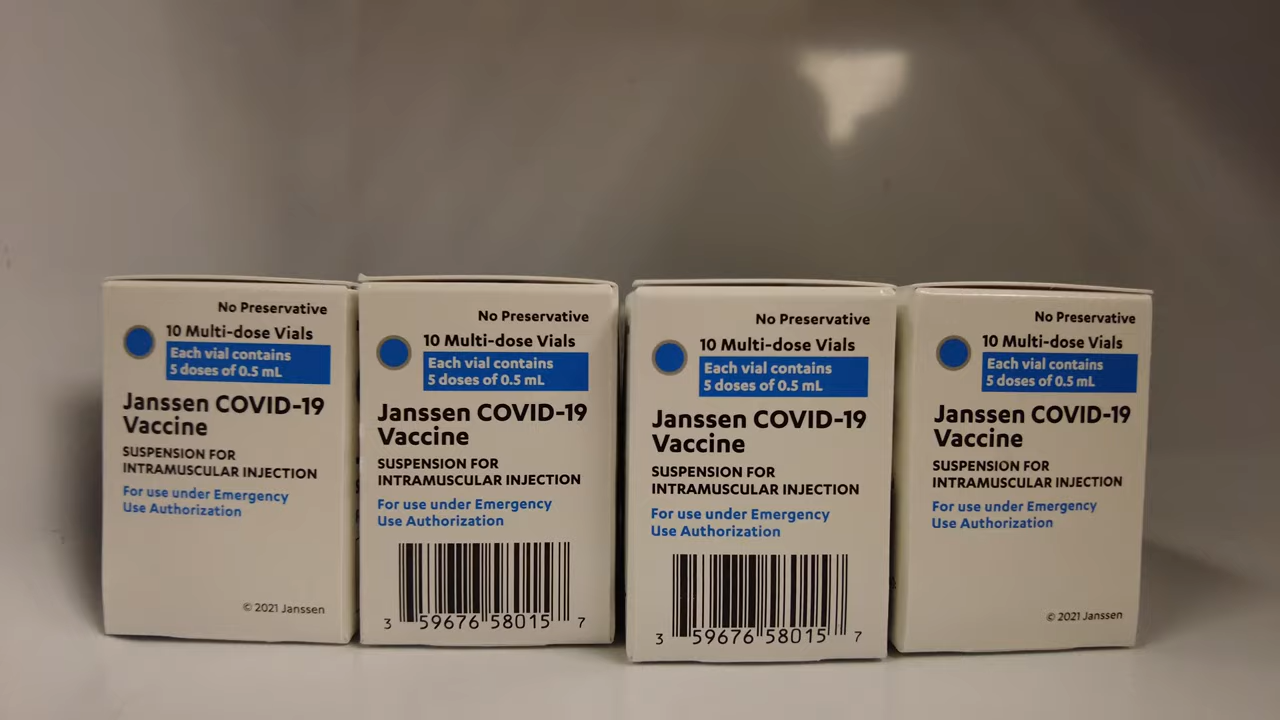 No Preservative
10 Multi-dose Vials
Each vial contains
5 doses of 0.5 mL
Janssen COVID-19
Vaccine
SUSPENSION FOR
INTRAMUSCULAR INJECTION
For use under Emergency
Use Authorization
© 2021 Janssen
No Preservative
10 Multi-dose Vials
Each vial contains
5 doses of 0.5 mL
Janssen COVID-19
Vaccine
SUSPENSION FOR
INTRAMUSCULAR INJECTION
For use under Emergency
Use Authorization
3 59676 58015 7
No Preservative
10 Multi-dose Vials
Each vial contains
5 doses of 0.5 mL
Janssen COVID-19
Vaccine
SUSPENSION FOR
INTRAMUSCULAR INJECTION
For use under Emergency
Use Authorization
3 59676 58015 7
No Preservative
10 Multi-dose Vials
Each vial contains
5 doses of 0.5 mL
Janssen COVID-19
Vaccine
SUSPENSION FOR
INTRAMUSCULAR INJECTION
For use under Emergency
Use Authorization
© 2021 Janssen